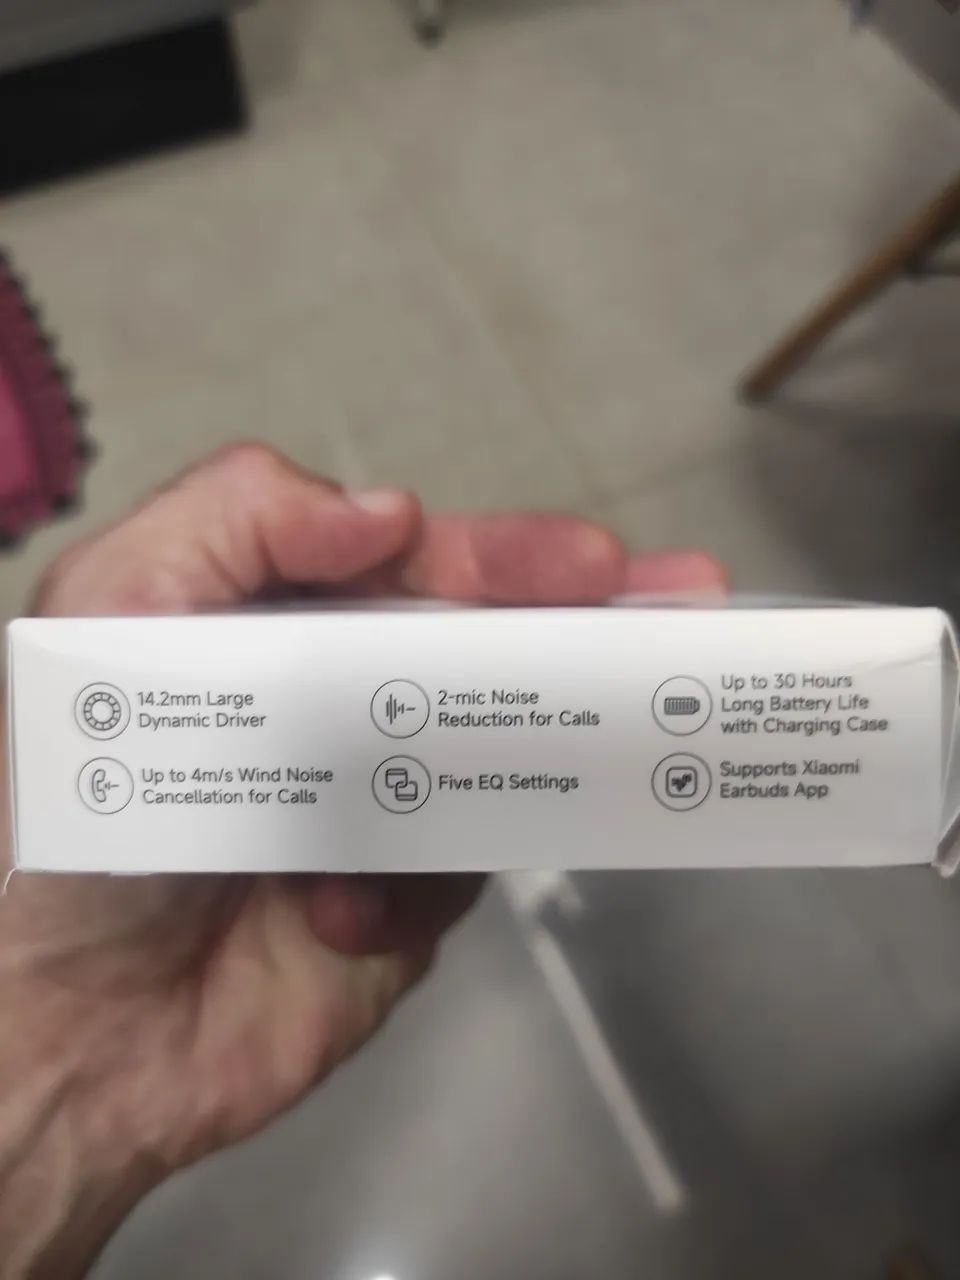 14.2mm Large
Dynamic Driver
2-mic Noise
Reduction for Calls
Up to 30 Hours
Long Battery Life
with Charging Case
Up to 4m/s Wind Noise
Cancellation for Calls
Five EQ Settings
Supports Xiaomi
Earbuds App